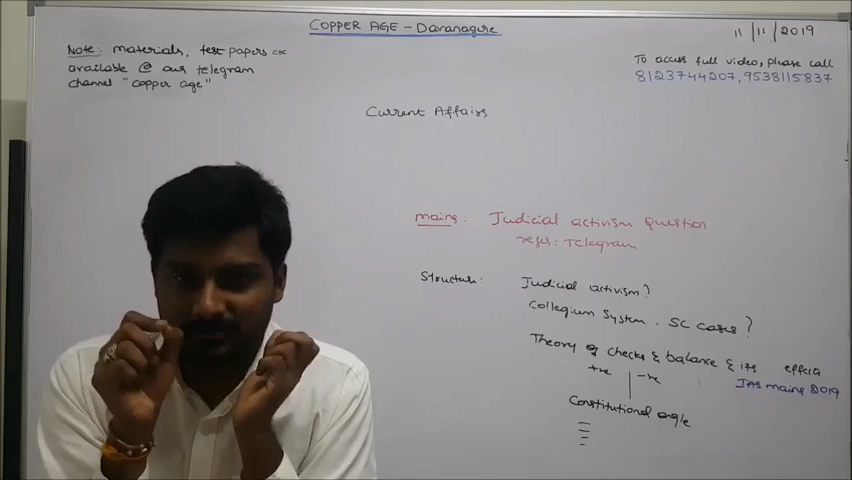 COPPER AGE - Davanagere
11/11/2019
Note: materials, test papers etc
available @ our telegram
channel "copper age"
To access full video, please call
8123744207, 9538115837
Current Affairs
mains: Judicial activism Question
refer: Telegram
Structure: Judicial activism?
Collegium System. SC cases?
Theory of checks & balance & its effects
+ve | -ve
IAS mains 2019
Constitutional angle